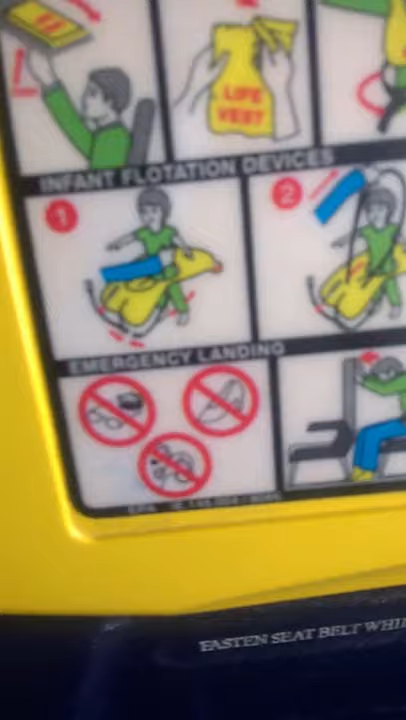 LIFE
VEST
INFANT FLOTATION DEVICES
1
2
EMERGENCY LANDING
FASTEN SEAT BELT WHI